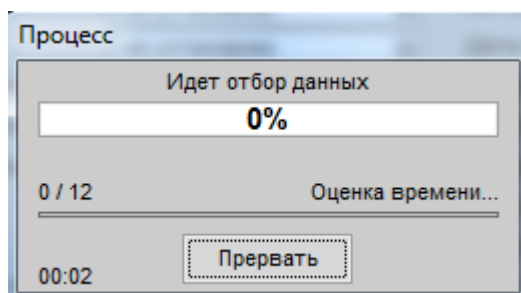 Процесс
Идет отбор данных
0%
0 / 12 Оценка времени...
Прервать
00:02